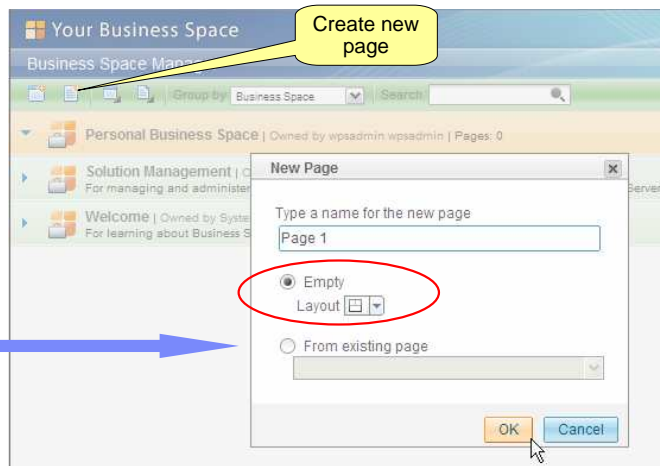 Your Business Space
Create new
page
Business Space Manag
Group by: Business Space Search:
Personal Business Space | Owned by wpsadmin wpsadmin | Pages: 0
Solution Management | O
For managing and administer
Server
Welcome | Owned by Syste
For learning about Business S
New Page
Type a name for the new page
Page 1
Empty
Layout
From existing page
OK Cancel